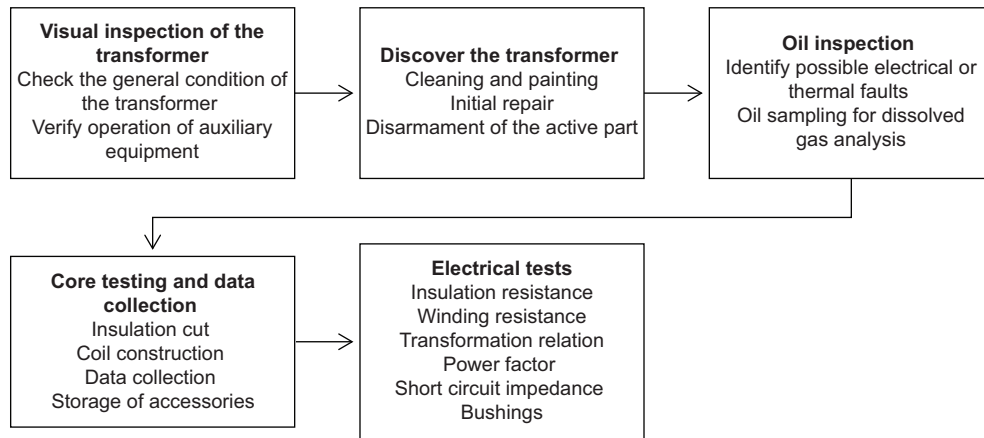 Visual inspection of the
transformer
Check the general condition of
the transformer
Verify operation of auxiliary
equipment
Discover the transformer
Cleaning and painting
Initial repair
Disarmament of the active part
Oil inspection
Identify possible electrical or
thermal faults
Oil sampling for dissolved
gas analysis
Core testing and data
collection
Insulation cut
Coil construction
Data collection
Storage of accessories
Electrical tests
Insulation resistance
Winding resistance
Transformation relation
Power factor
Short circuit impedance
Bushings